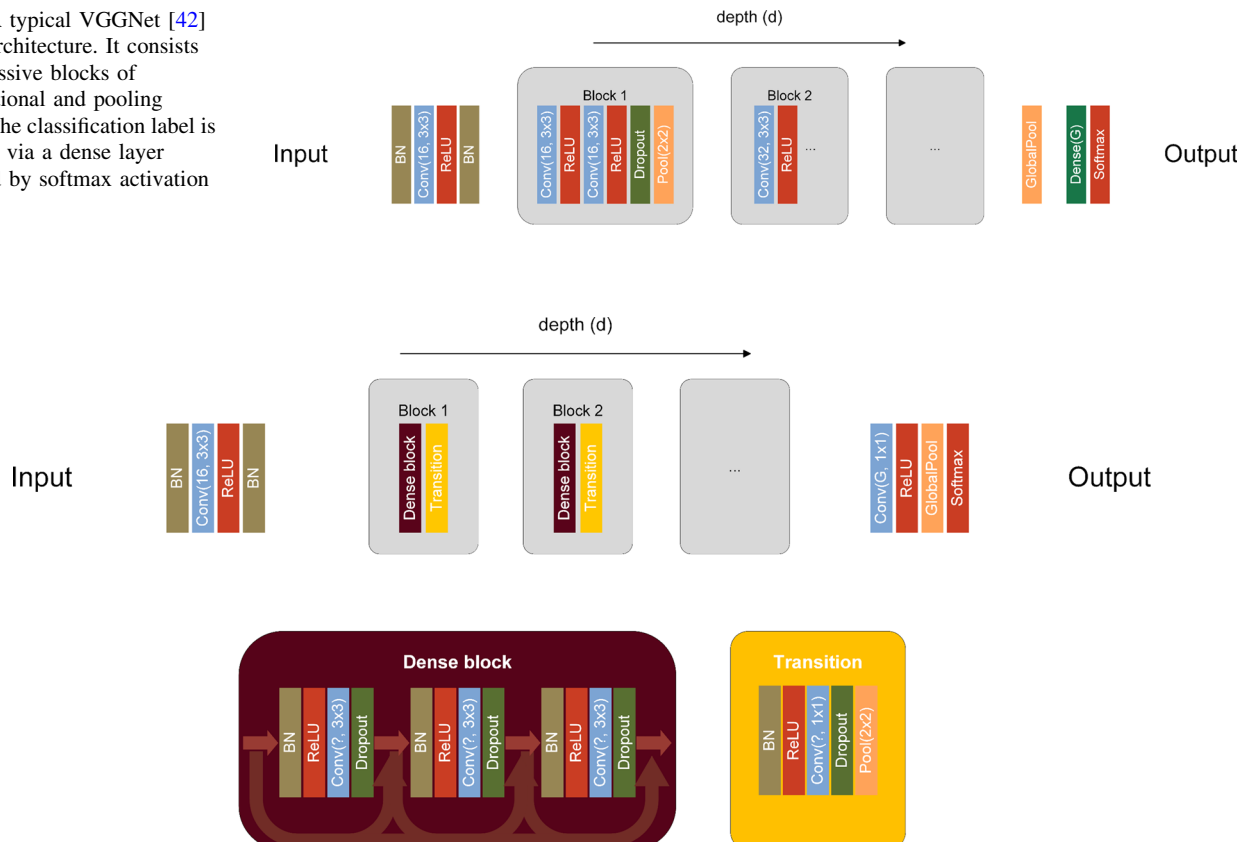 typical VGGNet [42]
rchitecture. It consists
ssive blocks of
tional and pooling
he classification label is
via a dense layer
by softmax activation
depth (d)
Block 1
Block 2
Input
BN
Conv(16, 3x3)
ReLU
BN
Conv(16, 3x3)
ReLU
Conv(16, 3x3)
ReLU
Dropout
Pool(2x2)
Conv(32, 3x3)
ReLU
...
...
GlobalPool
Dense(G)
Softmax
Output
depth (d)
Block 1
Block 2
Input
BN
Conv(16, 3x3)
ReLU
BN
Dense block
Transition
Dense block
Transition
...
Conv(G, 1x1)
ReLU
GlobalPool
Softmax
Output
Dense block
BN
ReLU
Conv(?, 3x3)
Dropout
BN
ReLU
Conv(?, 3x3)
Dropout
BN
ReLU
Conv(?, 3x3)
Dropout
Transition
BN
ReLU
Conv(?, 1x1)
Dropout
Pool(2x2)